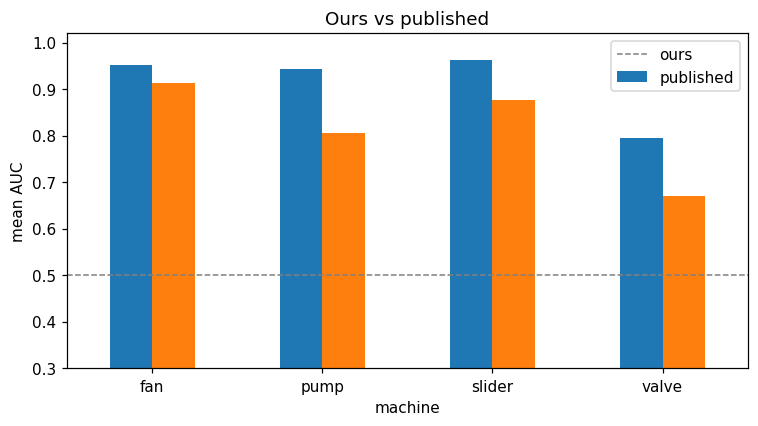 Ours vs published
1.0
0.9
0.8
0.7
0.6
0.5
0.4
0.3
mean AUC
ours
published
fan pump slider valve
machine